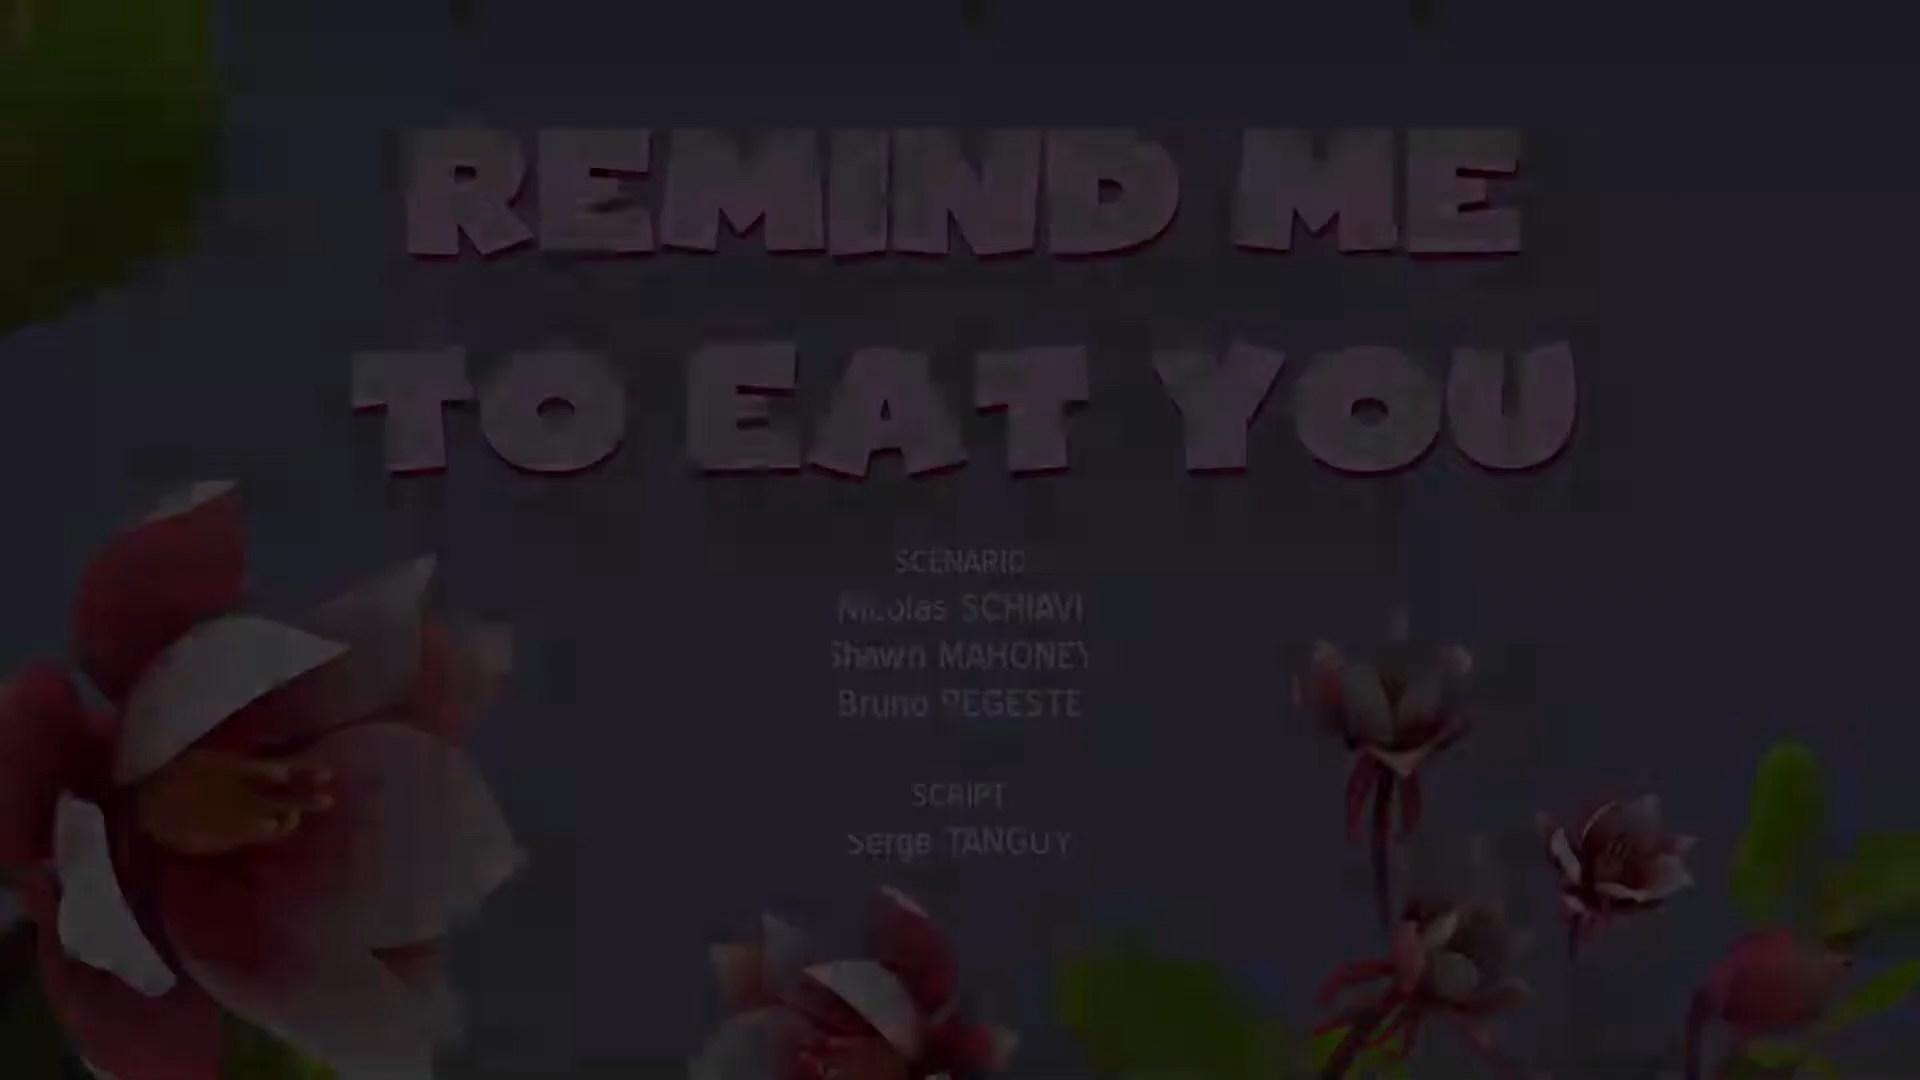 REMIND ME
TO EAT YOU
SCENARIO
Nicolas SCHIAVI
Shawn MAHONEY
Bruno REGESTE
SCRIPT
Serge TANGUY